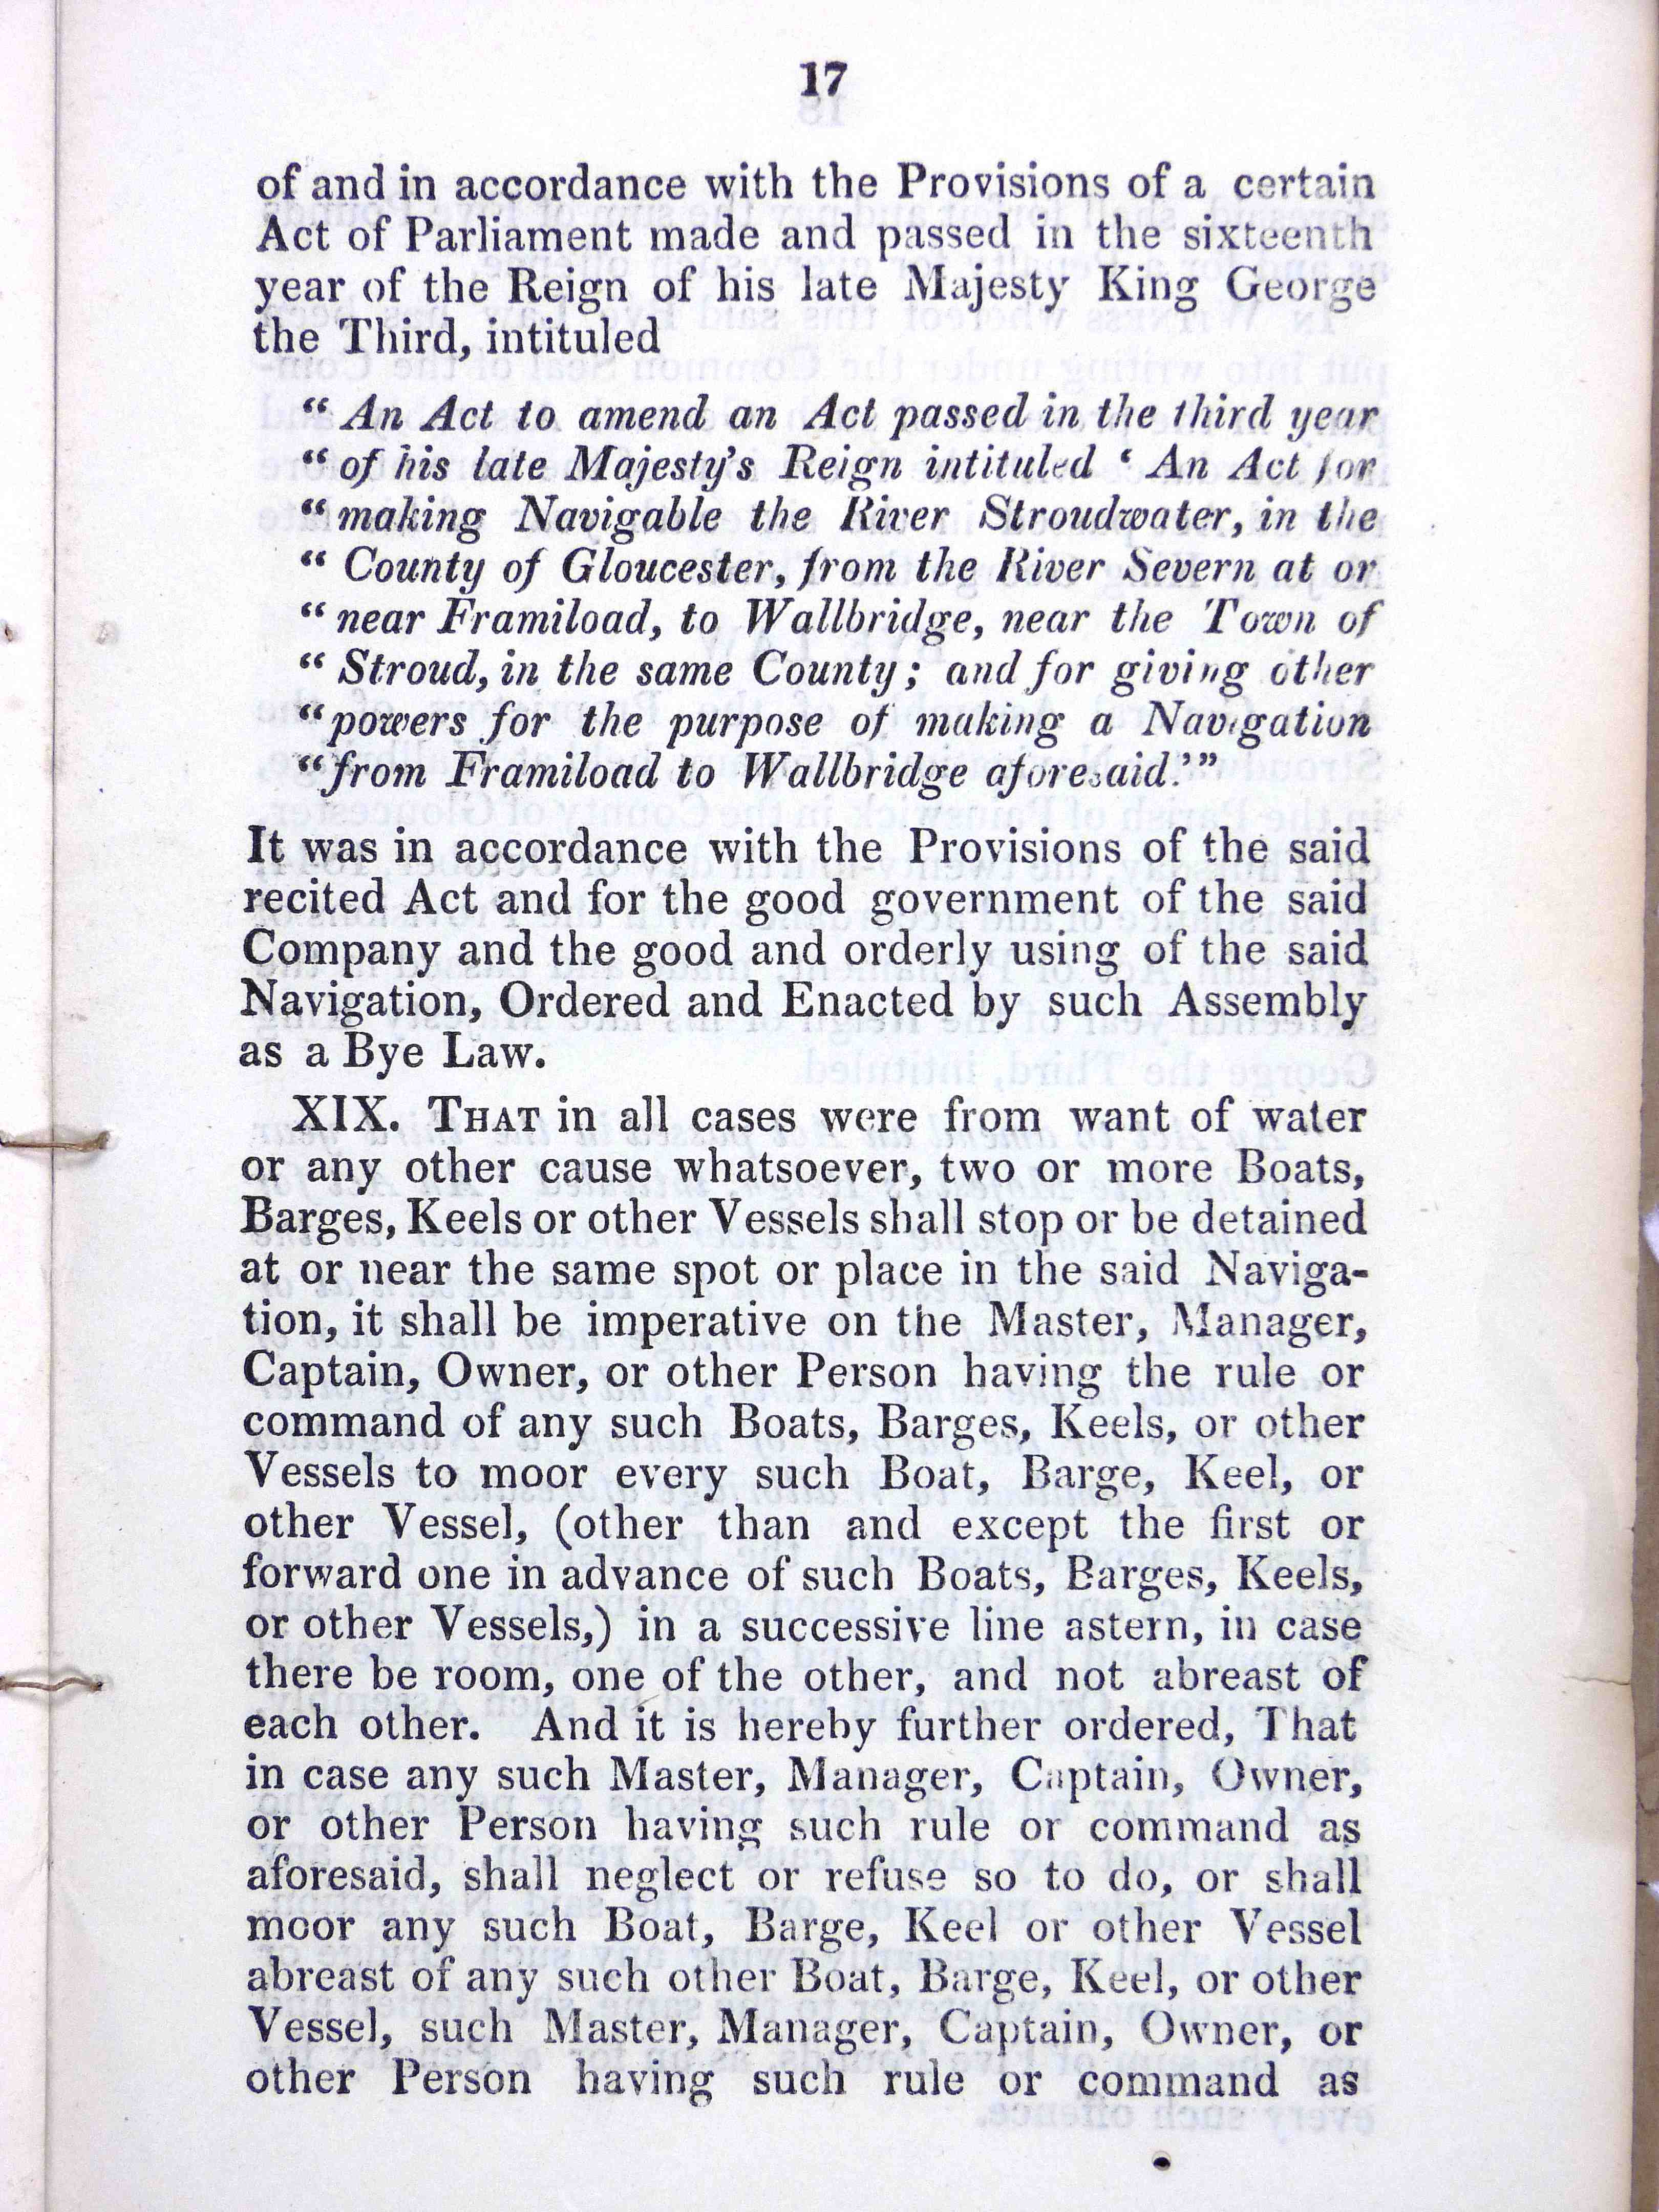 17
of and in accordance with the Provisions of a certain
Act of Parliament made and passed in the sixteenth
year of the Reign of his late Majesty King George
the Third, intituled
“ An Act to amend an Act passed in the third year
“ of his late Majesty’s Reign intituled ‘ An Act for
“ making Navigable the River Stroudwater, in the
“ County of Gloucester, from the River Severn at or
“ near Framiload, to Wallbridge, near the Town of
“ Stroud, in the same County; and for giving other
“ powers for the purpose of making a Navigation
“ from Framiload to Wallbridge aforesaid.’”
It was in accordance with the Provisions of the said
recited Act and for the good government of the said
Company and the good and orderly using of the said
Navigation, Ordered and Enacted by such Assembly
as a Bye Law.
XIX. THAT in all cases were from want of water
or any other cause whatsoever, two or more Boats,
Barges, Keels or other Vessels shall stop or be detained
at or near the same spot or place in the said Naviga-
tion, it shall be imperative on the Master, Manager,
Captain, Owner, or other Person having the rule or
command of any such Boats, Barges, Keels, or other
Vessels to moor every such Boat, Barge, Keel, or
other Vessel, (other than and except the first or
forward one in advance of such Boats, Barges, Keels,
or other Vessels,) in a successive line astern, in case
there be room, one of the other, and not abreast of
each other. And it is hereby further ordered, That
in case any such Master, Manager, Captain, Owner,
or other Person having such rule or command as
aforesaid, shall neglect or refuse so to do, or shall
moor any such Boat, Barge, Keel or other Vessel
abreast of any such other Boat, Barge, Keel, or other
Vessel, such Master, Manager, Captain, Owner, or
other Person having such rule or command as